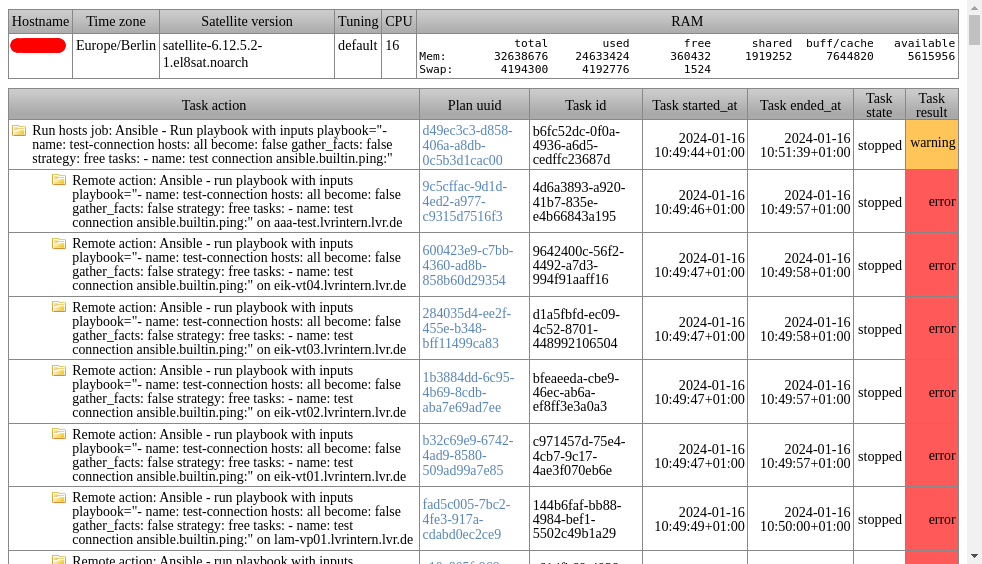 Hostname Time zone Satellite version Tuning CPU RAM
Europe/Berlin satellite-6.12.5.2-1.el8sat.noarch default 16
total used free shared buff/cache available
Mem: 32638676 24633424 360432 1919252 7644820 5615956
Swap: 4194300 4192776 1524
Task action Plan uuid Task id Task started_at Task ended_at Task state Task result
Run hosts job: Ansible - Run playbook with inputs playbook="-
name: test-connection hosts: all become: false gather_facts: false
strategy: free tasks: - name: test connection ansible.builtin.ping:"
d49ec3c3-d858-
406a-a8db-
0c5b3d1cac00
b6fc52dc-0f0a-
4936-a6d5-
cedffc23687d
2024-01-16
10:49:44+01:00
2024-01-16
10:51:39+01:00
stopped
warning
Remote action: Ansible - run playbook with inputs
playbook="- name: test-connection hosts: all become: false
gather_facts: false strategy: free tasks: - name: test
connection ansible.builtin.ping:" on aaa-test.lvrintern.lvr.de
9c5cffac-9d1d-
4ed2-a977-
c9315d7516f3
4d6a3893-a920-
41b7-835e-
e4b66843a195
2024-01-16
10:49:46+01:00
2024-01-16
10:49:57+01:00
stopped
error
Remote action: Ansible - run playbook with inputs
playbook="- name: test-connection hosts: all become: false
gather_facts: false strategy: free tasks: - name: test
connection ansible.builtin.ping:" on eik-vt04.lvrintern.lvr.de
600423e9-c7bb-
4360-ad8b-
858b60d29354
9642400c-56f2-
4492-a7d3-
994f91aaff16
2024-01-16
10:49:47+01:00
2024-01-16
10:49:58+01:00
stopped
error
Remote action: Ansible - run playbook with inputs
playbook="- name: test-connection hosts: all become: false
gather_facts: false strategy: free tasks: - name: test
connection ansible.builtin.ping:" on eik-vt03.lvrintern.lvr.de
284035d4-ee2f-
455e-b348-
bff11499ca83
d1a5fbfd-ec09-
4c52-8701-
448992106504
2024-01-16
10:49:47+01:00
2024-01-16
10:49:58+01:00
stopped
error
Remote action: Ansible - run playbook with inputs
playbook="- name: test-connection hosts: all become: false
gather_facts: false strategy: free tasks: - name: test
connection ansible.builtin.ping:" on eik-vt02.lvrintern.lvr.de
1b3884dd-6c95-
4b69-8cdb-
aba7e69ad7ee
bfeaeeda-cbe9-
46ec-ab6a-
ef8ff3e3a0a3
2024-01-16
10:49:47+01:00
2024-01-16
10:49:57+01:00
stopped
error
Remote action: Ansible - run playbook with inputs
playbook="- name: test-connection hosts: all become: false
gather_facts: false strategy: free tasks: - name: test
connection ansible.builtin.ping:" on eik-vt01.lvrintern.lvr.de
b32c69e9-6742-
4ad9-8580-
509ad99a7e85
c971457d-75e4-
4cb7-9c17-
4ae3f070eb6e
2024-01-16
10:49:47+01:00
2024-01-16
10:49:57+01:00
stopped
error
Remote action: Ansible - run playbook with inputs
playbook="- name: test-connection hosts: all become: false
gather_facts: false strategy: free tasks: - name: test
connection ansible.builtin.ping:" on lam-vp01.lvrintern.lvr.de
fad5c005-7bc2-
4fe3-917a-
cdabd0ec2ce9
144b6faf-bb88-
4984-bef1-
5502c49b1a29
2024-01-16
10:49:49+01:00
2024-01-16
10:50:00+01:00
stopped
error
Remote action: Ansible - run playbook with inputs